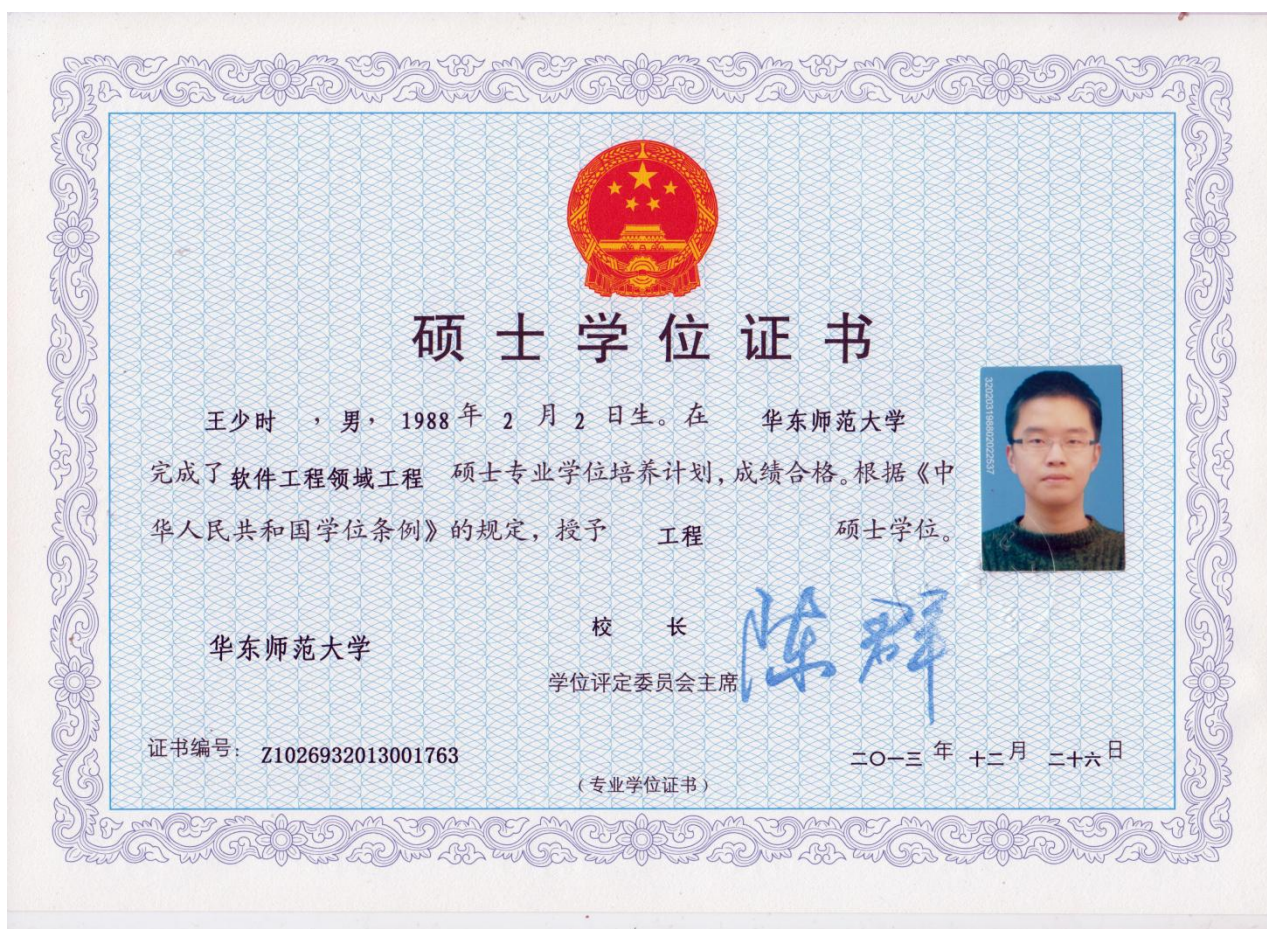 硕士学位证书
王少时 ，男，1988年 2 月 2 日生。在 华东师范大学
完成了软件工程领域工程 硕士专业学位培养计划，成绩合格。根据《中
华人民共和国学位条例》的规定，授予 工程 硕士学位。
320203198802022537
校 长
华东师范大学
陈群
学位评定委员会主席
证书编号：Z1026932013001763
二〇一三 年 十二月 二十六日
（专业学位证书）